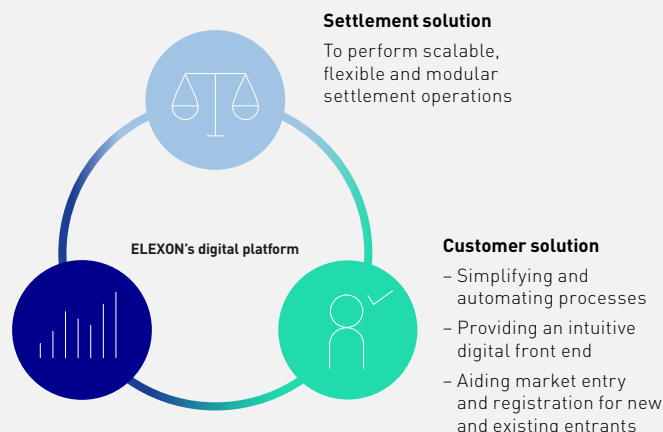 Settlement solution
To perform scalable,
flexible and modular
settlement operations
ELEXON's digital platform
Customer solution
– Simplifying and
automating processes
– Providing an intuitive
digital front end
– Aiding market entry
and registration for new
and existing entrants